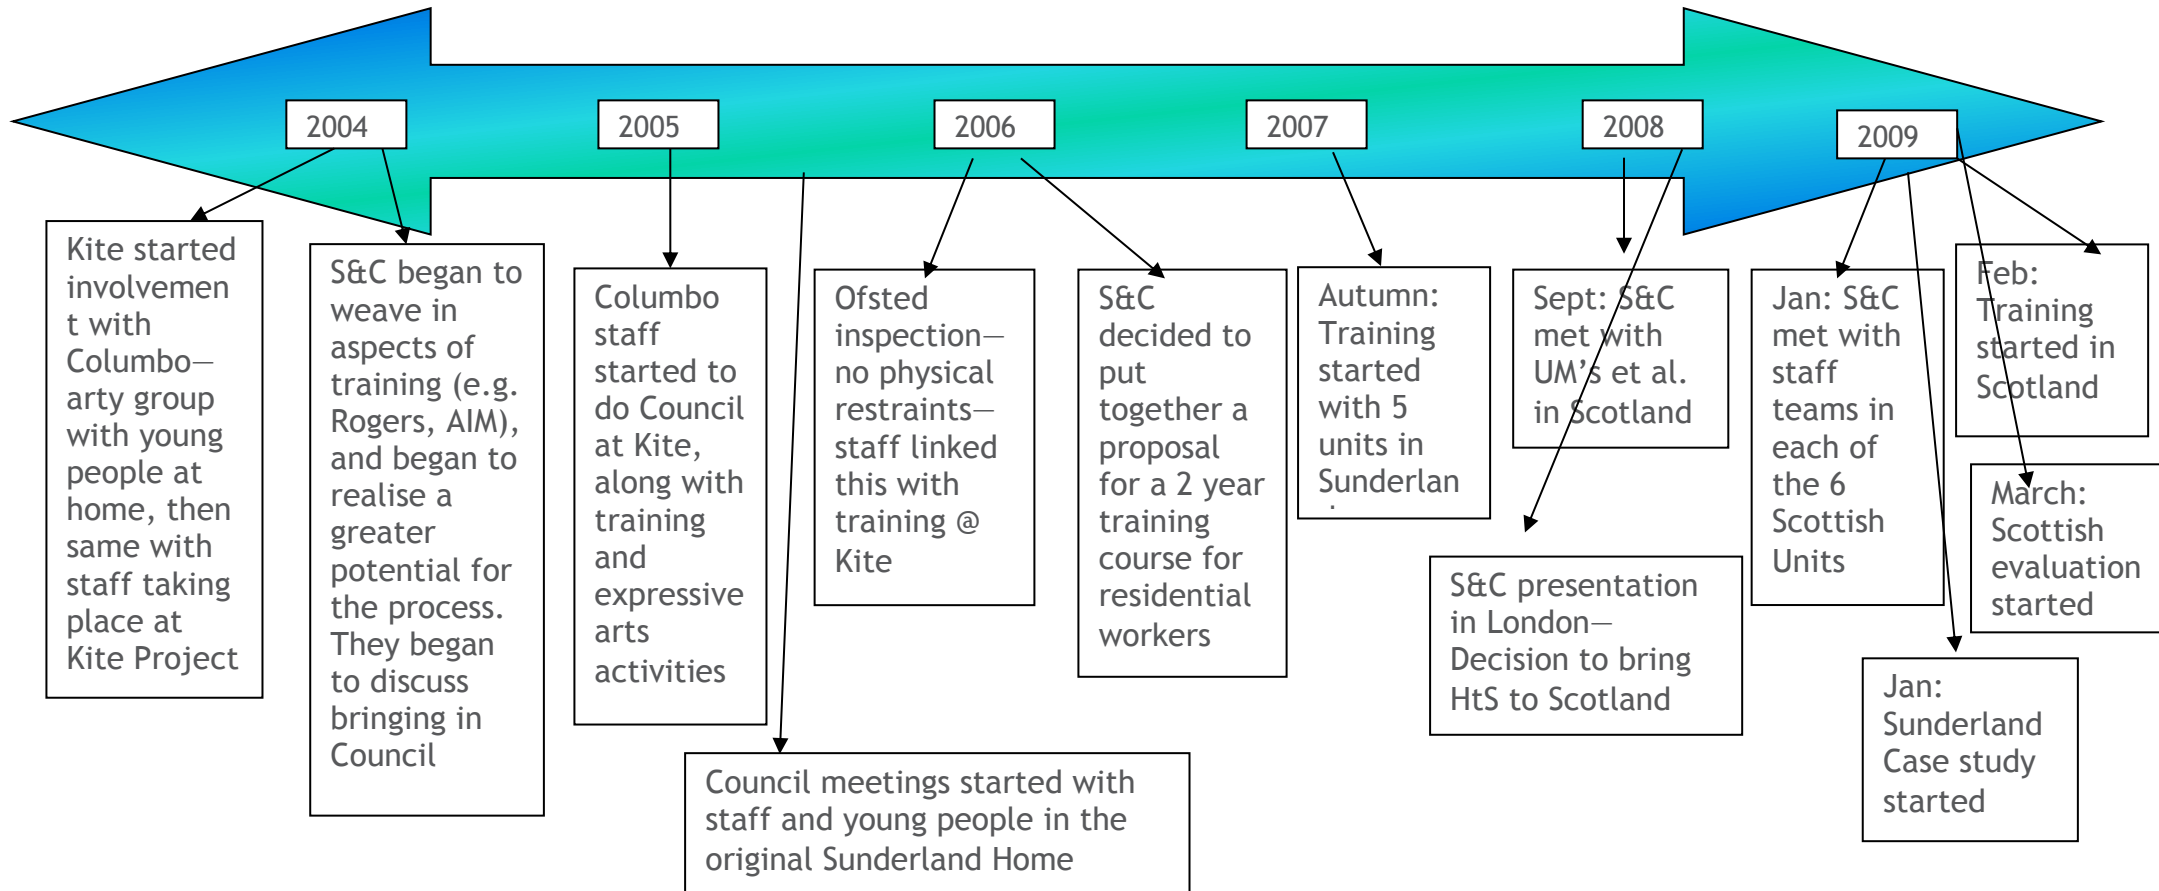 2004
2005
2006
2007
2008
2009
Kite started
involvemen
t with
Columbo—
arty group
with young
people at
home, then
same with
staff taking
place at
Kite Project
S&C began to
weave in
aspects of
training (e.g.
Rogers, AIM),
and began to
realise a
greater
potential for
the process.
They began
to discuss
bringing in
Council
Columbo
staff
started to
do Council
at Kite,
along with
training
and
expressive
arts
activities
Council meetings started with
staff and young people in the
original Sunderland Home
Ofsted
inspection—
no physical
restraints—
staff linked
this with
training @
Kite
S&C
decided to
put
together a
proposal
for a 2 year
training
course for
residential
workers
Autumn:
Training
started
with 5
units in
Sunderlan
Sept: S&C
met with
UM's et al.
in Scotland
S&C presentation
in London—
Decision to bring
HtS to Scotland
Jan: S&C
met with
staff
teams in
each of
the 6
Scottish
Units
Jan:
Sunderland
Case study
started
Feb:
Training
started in
Scotland
March:
Scottish
evaluation
started